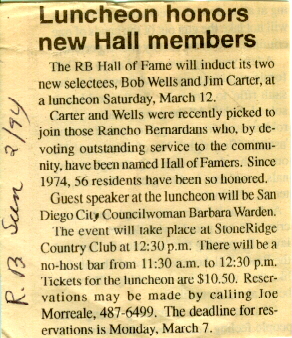 Luncheon honors
new Hall members
The RB Hall of Fame will induct its two
new selectees, Bob Wells and Jim Carter, at
a luncheon Saturday, March 12.
Carter and Wells were recently picked to
join those Rancho Bernardans who, by de-
voting outstanding service to the commu-
nity, have been named Hall of Famers. Since
1974, 56 residents have been so honored.
Guest speaker at the luncheon will be San
Diego City Councilwoman Barbara Warden.
The event will take place at StoneRidge
Country Club at 12:30 p.m. There will be a
no-host bar from 11:30 a.m. to 12:30 p.m.
Tickets for the luncheon are $10.50. Reser-
vations may be made by calling Joe
Morreale, 487-6499. The deadline for res-
ervations is Monday, March 7.
R.B Sun 2/94